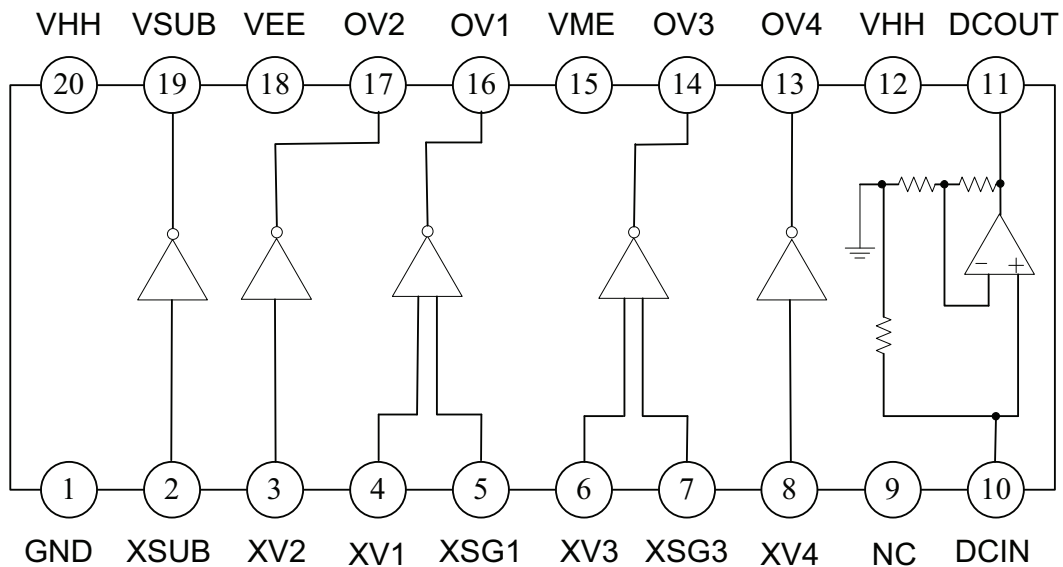 VHH VSUB VEE OV2 OV1 VME OV3 OV4 VHH DCOUT
20 19 18 17 16 15 14 13 12 11
- +
1 2 3 4 5 6 7 8 9 10
GND XSUB XV2 XV1 XSG1 XV3 XSG3 XV4 NC DCIN